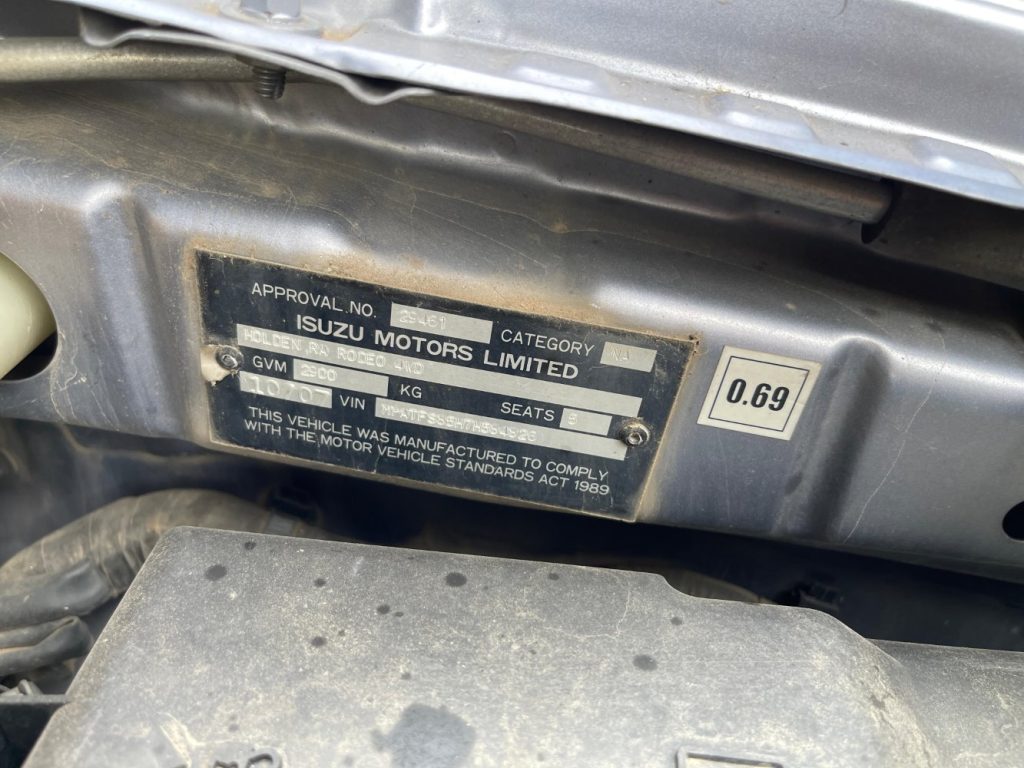 APPROVAL.NO. 29461 CATEGORY NA
ISUZU MOTORS LIMITED
HOLDEN RA RODEO 4WD
GVM 2900 KG SEATS 5
10/07 VIN
THIS VEHICLE WAS MANUFACTURED TO COMPLY
WITH THE MOTOR VEHICLE STANDARDS ACT 1989
0.69